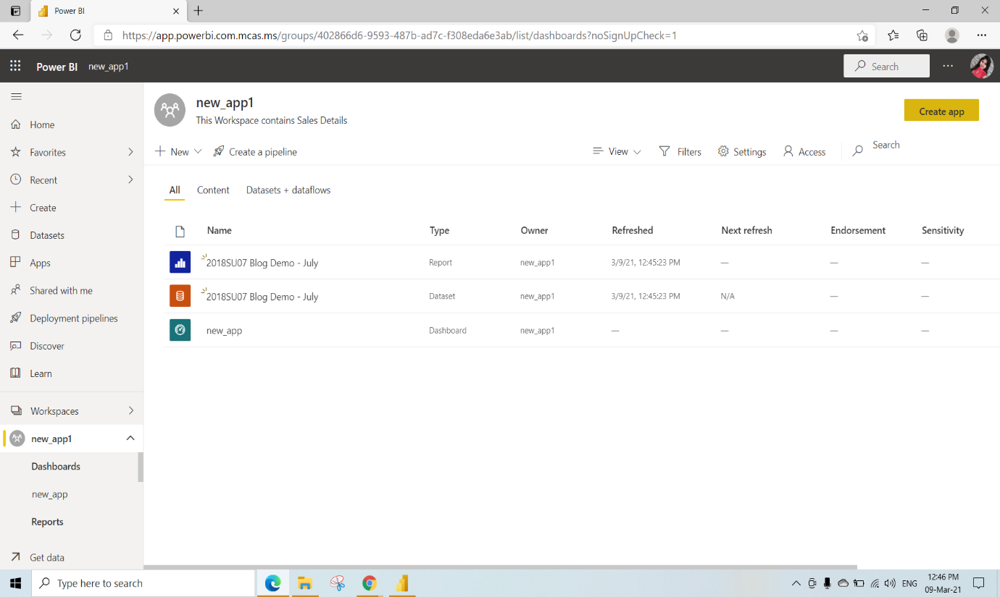 Power BI
https://app.powerbi.com.mcas.ms/groups/402866d6-9593-487b-ad7c-f308eda6e3ab/list/dashboards?noSignUpCheck=1
Power BI new_app1
Search
new_app1
This Workspace contains Sales Details
Create app
New
Create a pipeline
View
Filters
Settings
Access
Search
Home
Favorites
Recent
Create
Datasets
Apps
Shared with me
Deployment pipelines
Discover
Learn
Workspaces
new_app1
Dashboards
new_app
Reports
Get data
All Content Datasets + dataflows
Name Type Owner Refreshed Next refresh Endorsement Sensitivity
2018SU07 Blog Demo - July Report new_app1 3/9/21, 12:45:23 PM — — —
2018SU07 Blog Demo - July Dataset new_app1 3/9/21, 12:45:23 PM N/A — —
new_app Dashboard new_app1 — — — —
Type here to search
ENG
12:46 PM
09-Mar-21